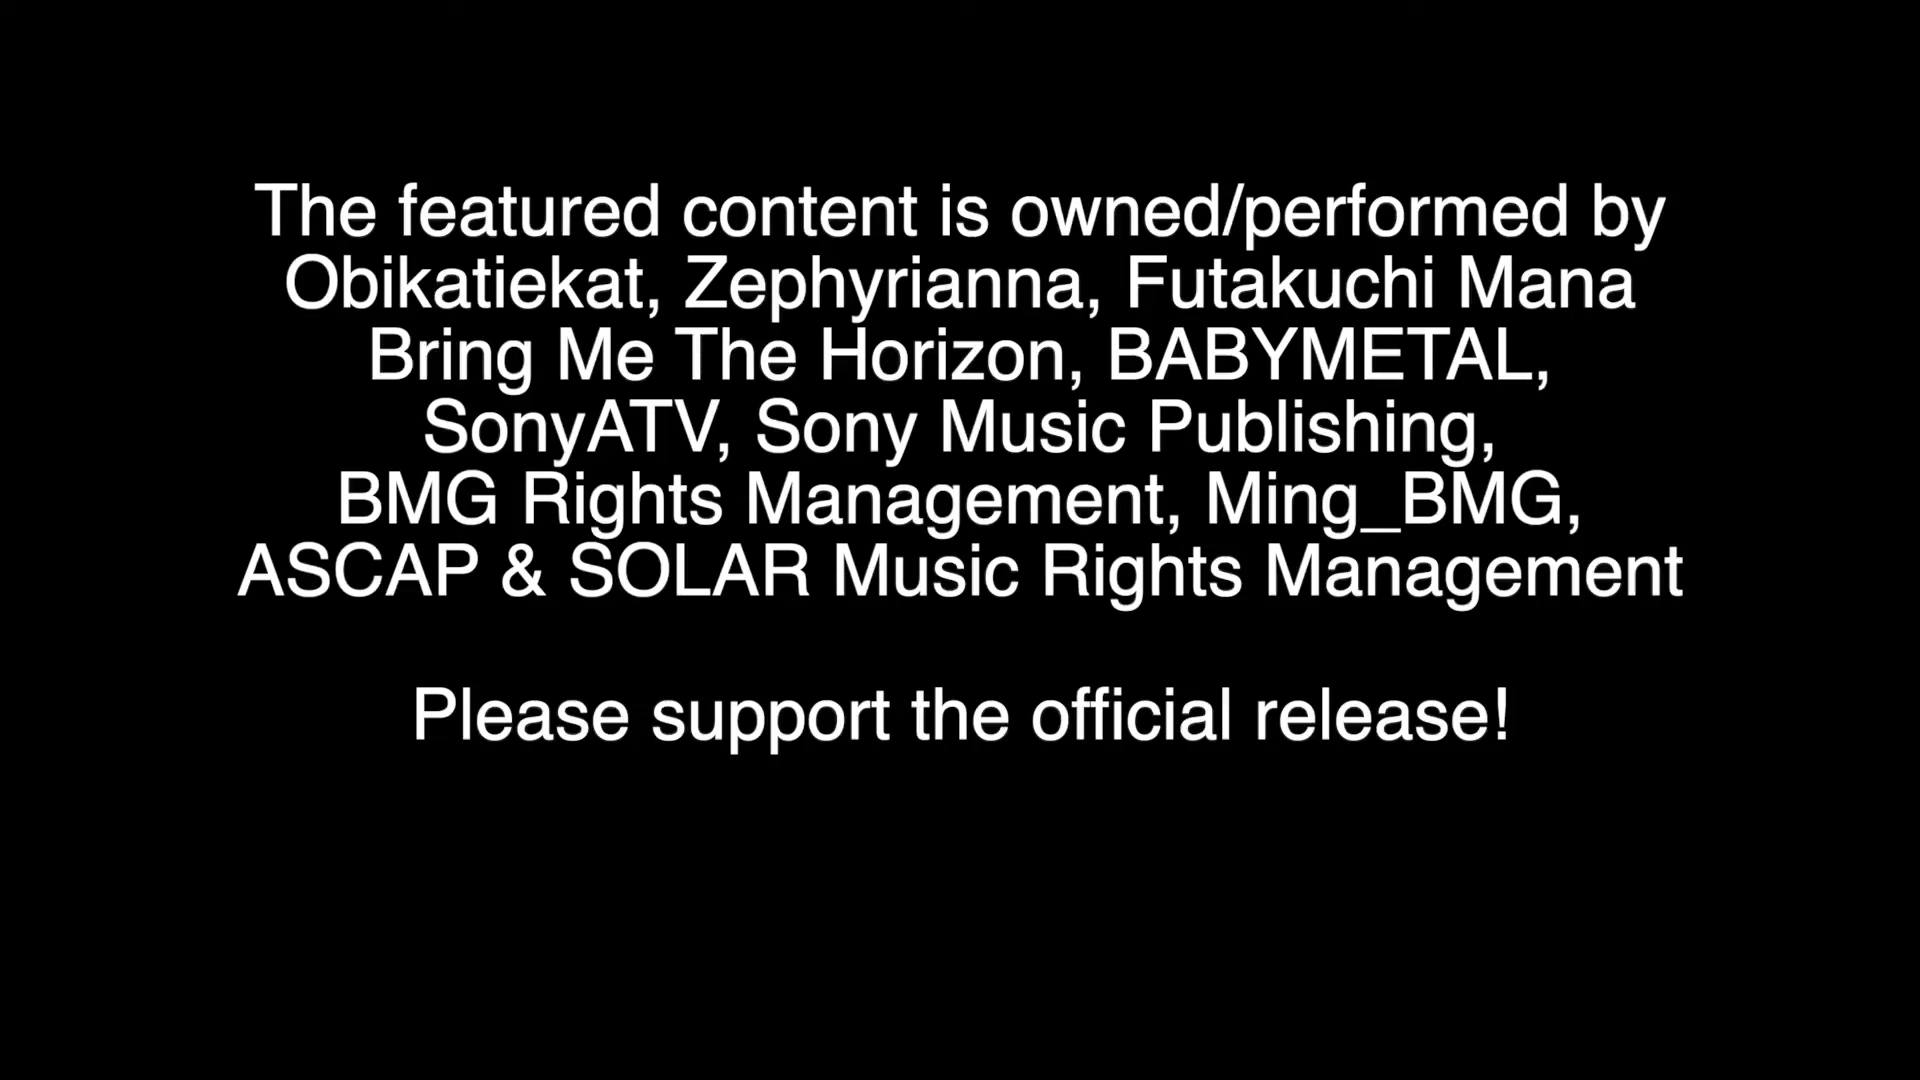 The featured content is owned/performed by
Obikatiekat, Zephyrianna, Futakuchi Mana
Bring Me The Horizon, BABYMETAL,
SonyATV, Sony Music Publishing,
BMG Rights Management, Ming_BMG,
ASCAP & SOLAR Music Rights Management
Please support the official release!